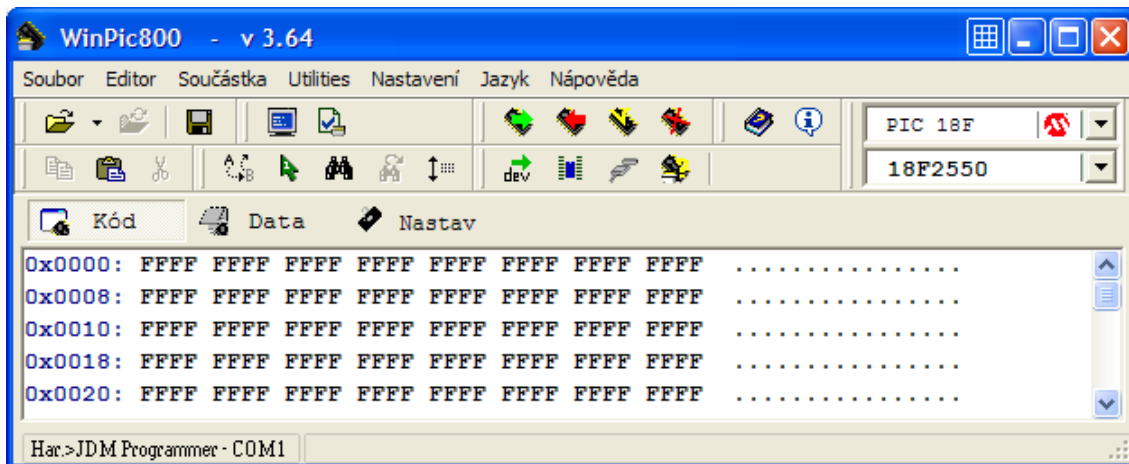 WinPic800 - v 3.64
Soubor Editor Součástka Utilities Nastavení Jazyk Nápověda
PIC 18F
A C B dev 18F2550
Kód Data Nastav
0x0000: FFFF FFFF FFFF FFFF FFFF FFFF FFFF FFFF ................
0x0008: FFFF FFFF FFFF FFFF FFFF FFFF FFFF FFFF ................
0x0010: FFFF FFFF FFFF FFFF FFFF FFFF FFFF FFFF ................
0x0018: FFFF FFFF FFFF FFFF FFFF FFFF FFFF FFFF ................
0x0020: FFFF FFFF FFFF FFFF FFFF FFFF FFFF FFFF ................
Har.>JDM Programmer - COM1